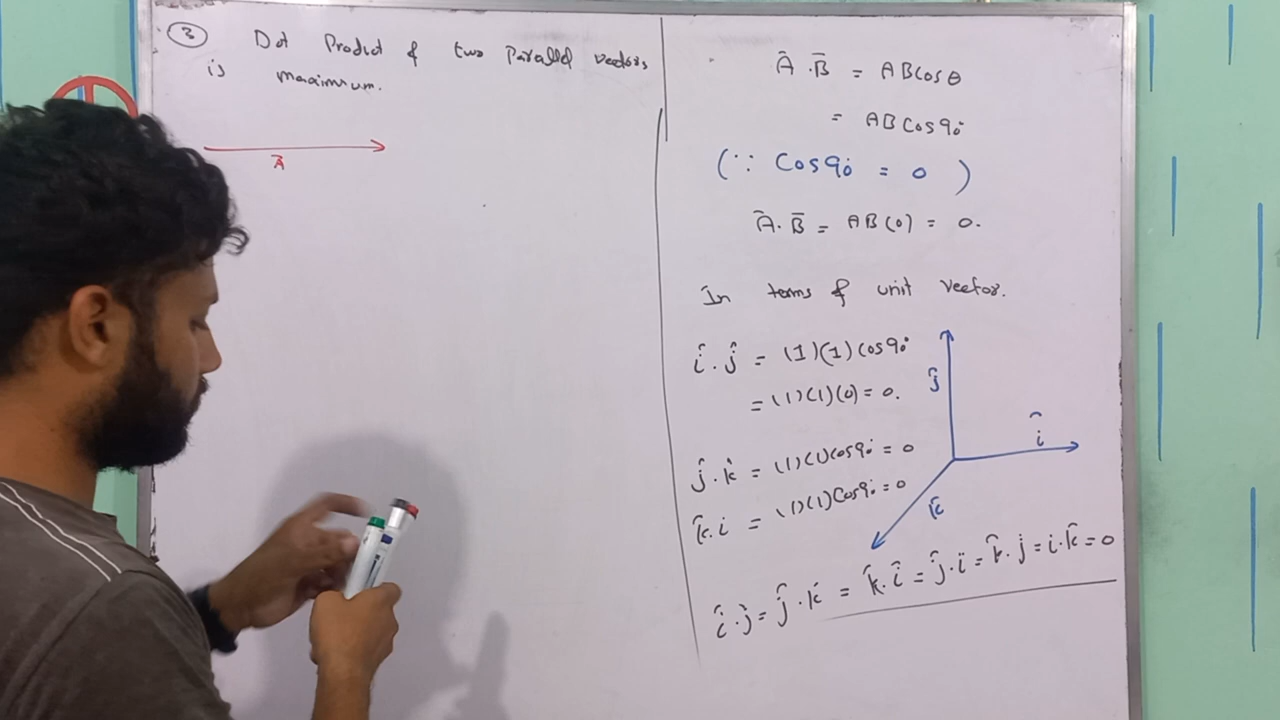 3 Dot Product of two Parallel vectors
is maximum.
A⃗
A⃗ . B⃗ = AB Cos θ
= AB Cos 90°
(∵ Cos 90° = 0 )
A⃗ . B⃗ = AB (0) = 0.
In terms of unit vector.
î . ĵ = (1)(1) cos 90°
= (1)(1)(0) = 0.
ĵ . k̂ = (1)(1) cos 90° = 0
k̂ . i = (1)(1) Cos 90° = 0
ĵ
î
k̂
î . ĵ = ĵ . k̂ = k̂ . î = ĵ . i = k̂ . j = i . k̂ = 0